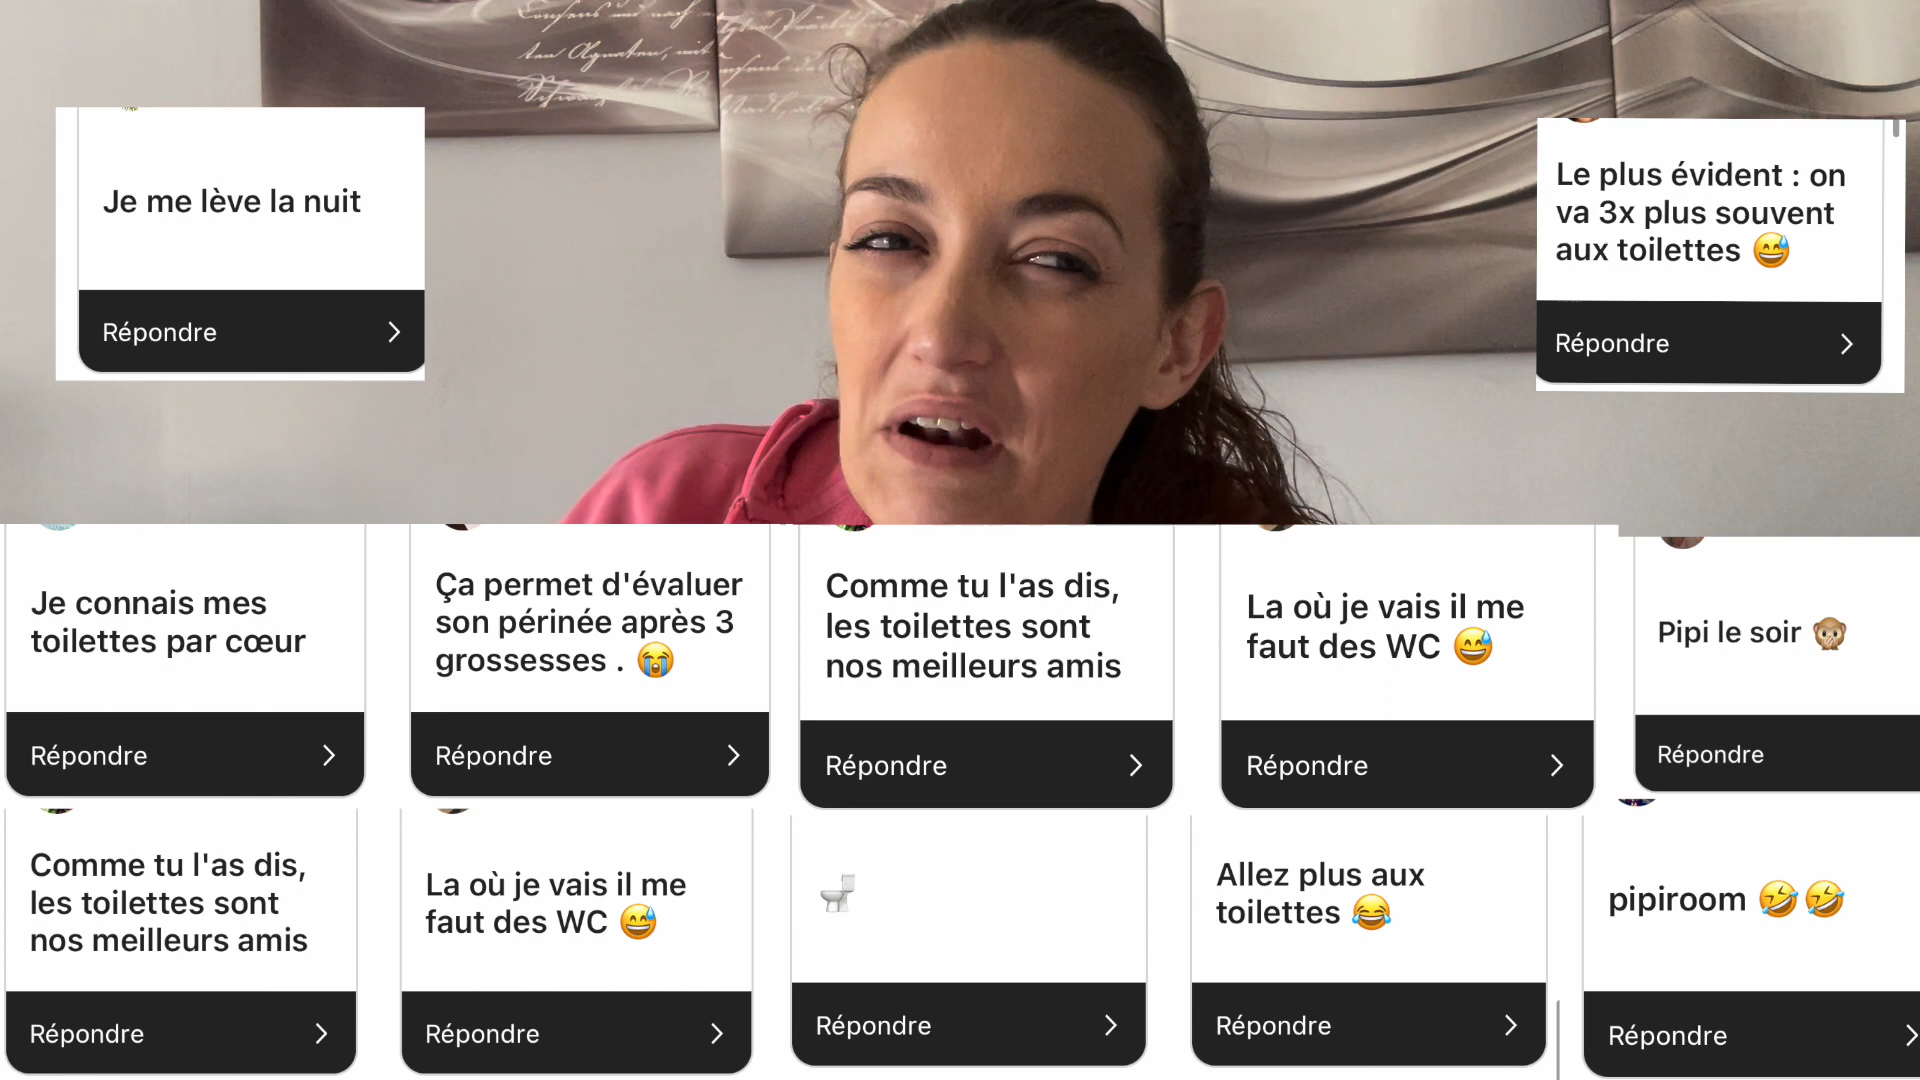 Je me lève la nuit
Répondre
Le plus évident : on
va 3x plus souvent
aux toilettes 😅
Répondre
Je connais mes
toilettes par cœur
Répondre
Ça permet d'évaluer
son périnée après 3
grossesses . 😭
Répondre
Comme tu l'as dis,
les toilettes sont
nos meilleurs amis
Répondre
La où je vais il me
faut des WC 😅
Répondre
Pipi le soir 🙊
Répondre
Comme tu l'as dis,
les toilettes sont
nos meilleurs amis
Répondre
La où je vais il me
faut des WC 😅
Répondre
🚽
Répondre
Allez plus aux
toilettes 😂
Répondre
pipiroom 🤣🤣
Répondre